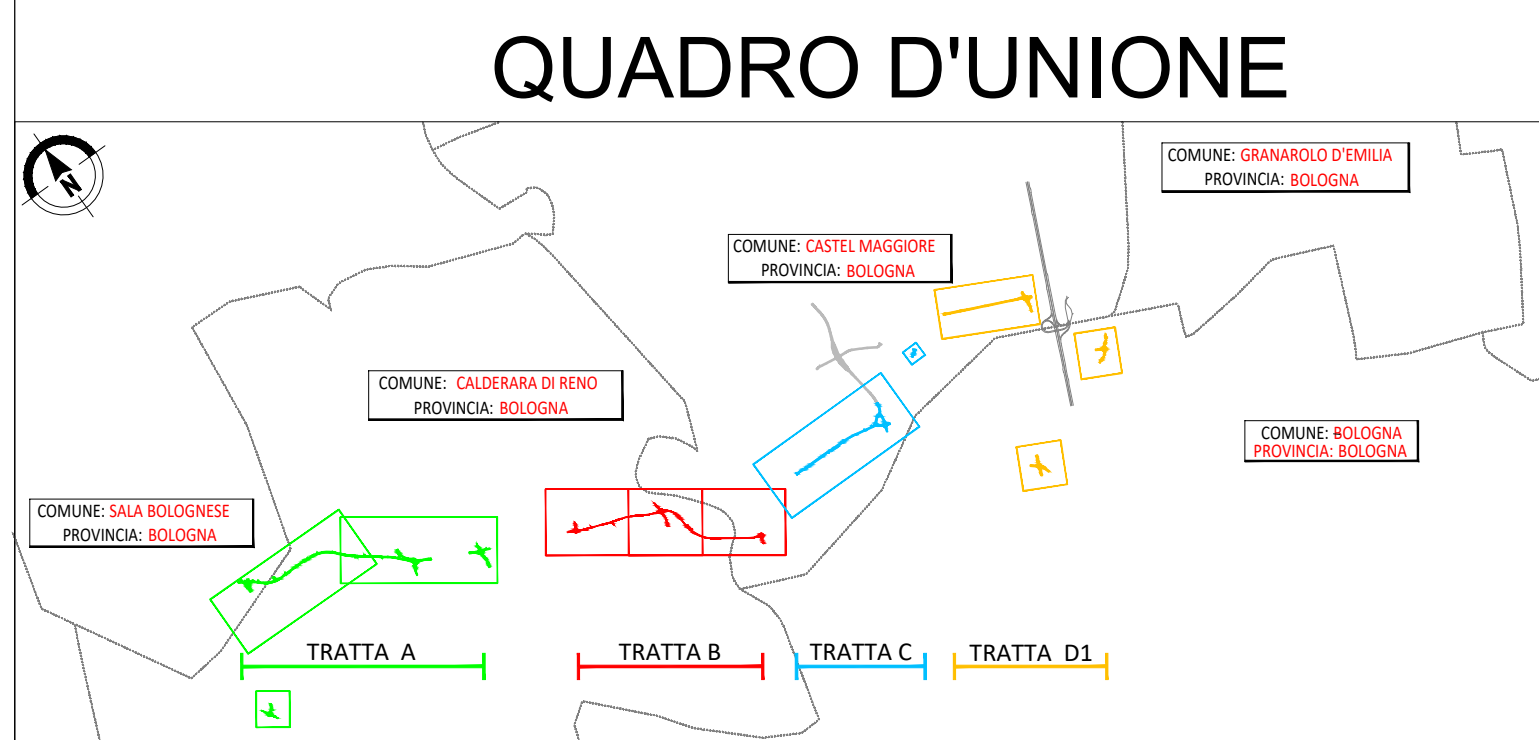 QUADRO D'UNIONE
N
COMUNE: GRANAROLO D'EMILIA
PROVINCIA: BOLOGNA
COMUNE: CASTEL MAGGIORE
PROVINCIA: BOLOGNA
COMUNE: CALDERARA DI RENO
PROVINCIA: BOLOGNA
COMUNE: BOLOGNA
PROVINCIA: BOLOGNA
COMUNE: SALA BOLOGNESE
PROVINCIA: BOLOGNA
TRATTA A
TRATTA B
TRATTA C
TRATTA D1